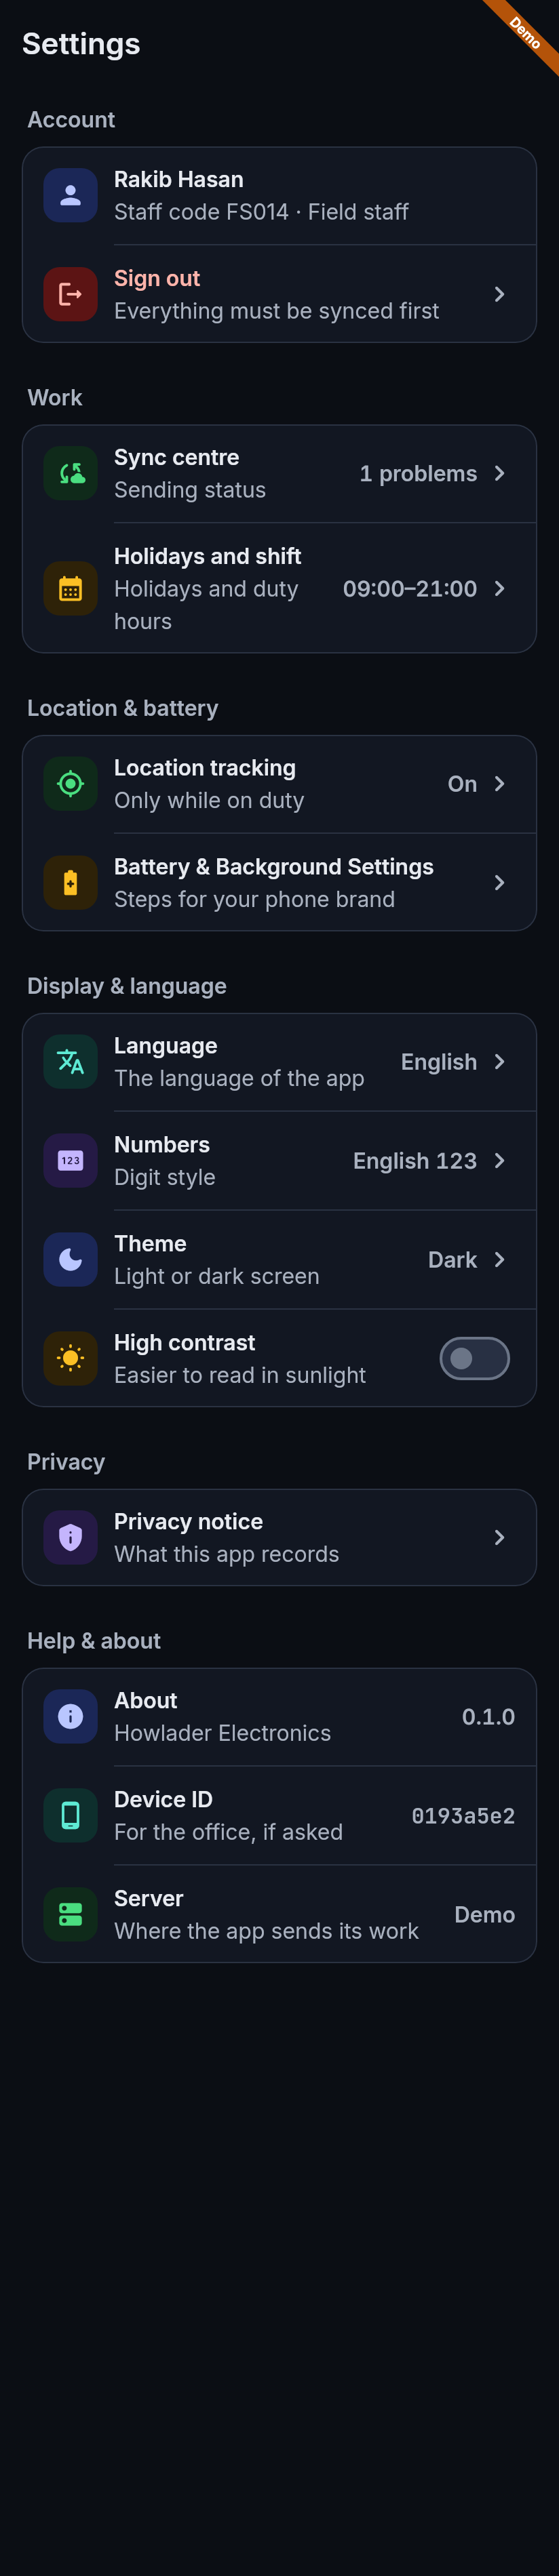 Demo
Settings
Account
Rakib Hasan
Staff code FS014 · Field staff
Sign out
Everything must be synced first
Work
Sync centre
Sending status
1 problems
Holidays and shift
Holidays and duty
hours
09:00–21:00
Location & battery
Location tracking
Only while on duty
On
Battery & Background Settings
Steps for your phone brand
Display & language
Language
The language of the app
English
123
Numbers
Digit style
English 123
Theme
Light or dark screen
Dark
High contrast
Easier to read in sunlight
Privacy
Privacy notice
What this app records
Help & about
About
Howlader Electronics
0.1.0
Device ID
For the office, if asked
0193a5e2
Server
Where the app sends its work
Demo